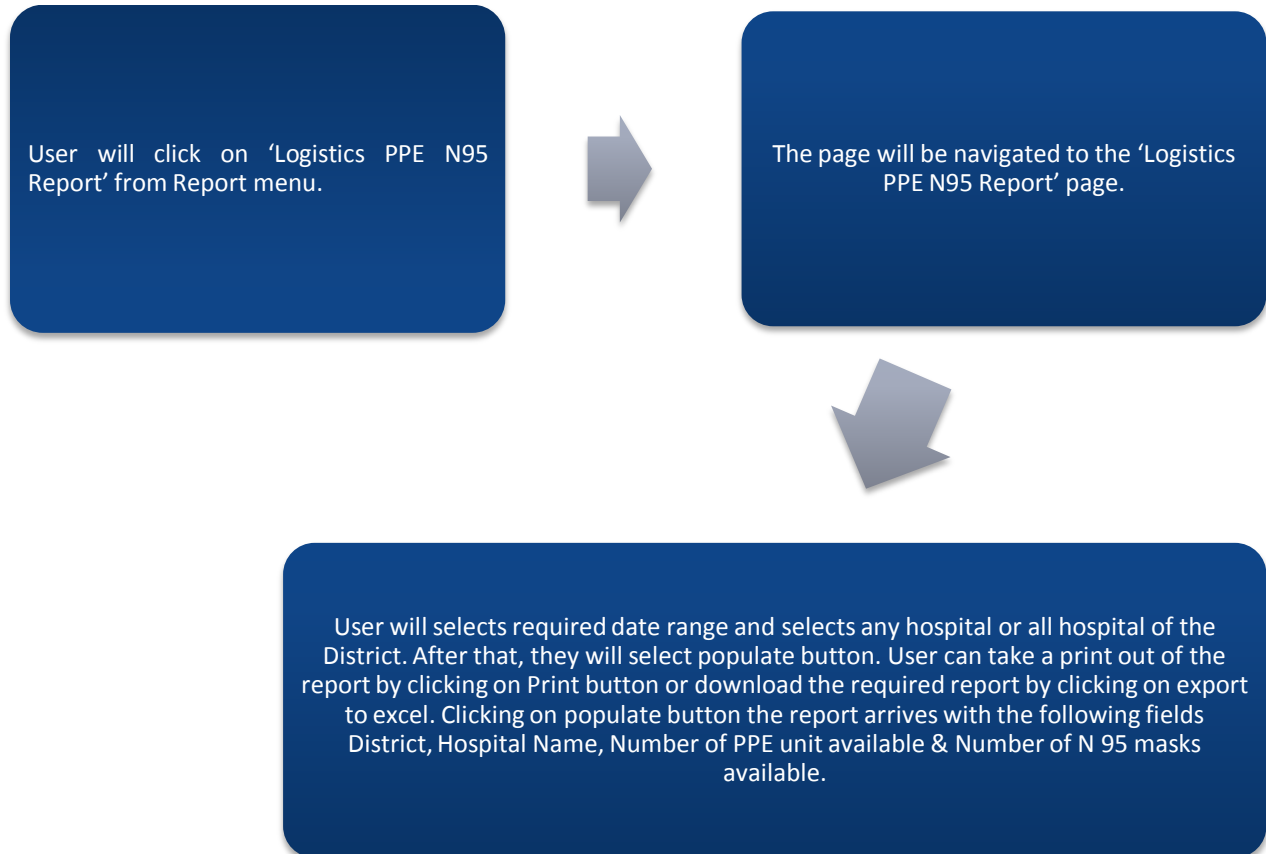 User will click on ‘Logistics PPE N95
Report’ from Report menu.
The page will be navigated to the ‘Logistics
PPE N95 Report’ page.
User will selects required date range and selects any hospital or all hospital of the
District. After that, they will select populate button. User can take a print out of the
report by clicking on Print button or download the required report by clicking on export
to excel. Clicking on populate button the report arrives with the following fields
District, Hospital Name, Number of PPE unit available & Number of N 95 masks
available.